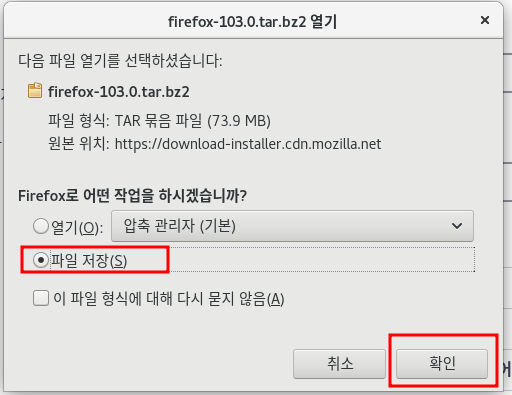 firefox-103.0.tar.bz2 열기
다음 파일 열기를 선택하셨습니다:
firefox-103.0.tar.bz2
파일 형식: TAR 묶음 파일 (73.9 MB)
원본 위치: https://download-installer.cdn.mozilla.net
Firefox로 어떤 작업을 하시겠습니까?
열기(O): 압축 관리자 (기본)
파일 저장(S)
이 파일 형식에 대해 다시 묻지 않음(A)
취소 확인